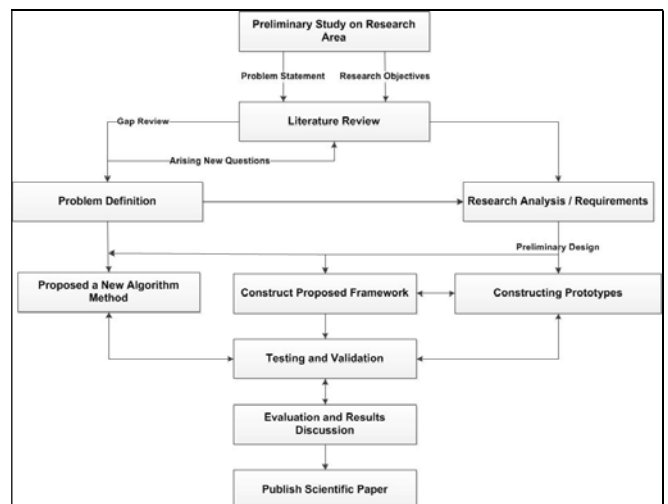 Preliminary Study on Research
Area
Problem Statement
Research Objectives
Literature Review
Gap Review
Arising New Questions
Problem Definition
Research Analysis / Requirements
Preliminary Design
Proposed a New Algorithm
Method
Construct Proposed Framework
Constructing Prototypes
Testing and Validation
Evaluation and Results
Discussion
Publish Scientific Paper